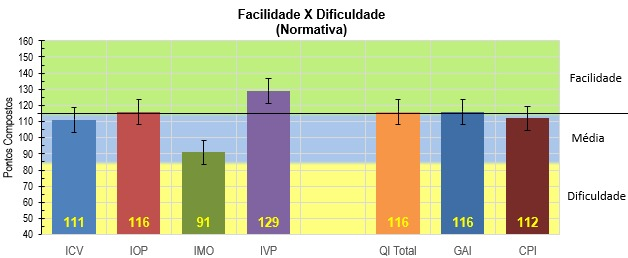 Facilidade X Dificuldade
(Normativa)
Pontos Compostos
160
150
140
130
120
110
100
90
80
70
60
50
40
Facilidade
Média
Dificuldade
111
116
91
129
116
116
112
ICV
IOP
IMO
IVP
QI Total
GAI
CPI